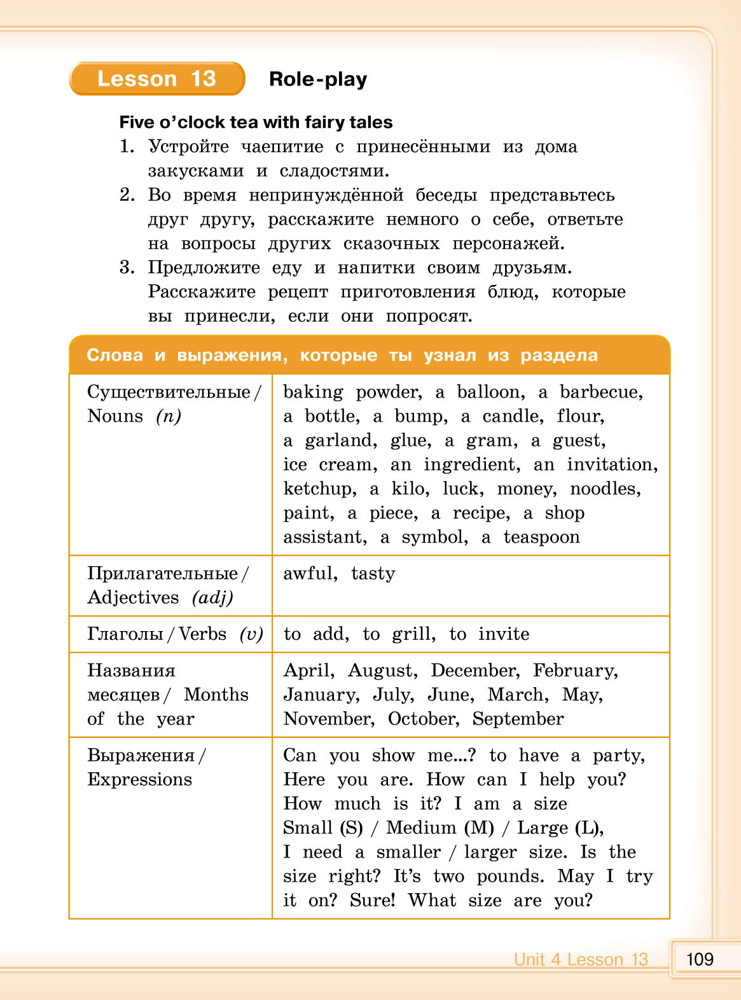 Lesson 13 Role-play
Five o’clock tea with fairy tales
1. Устройте чаепитие с принесёнными из дома
закусками и сладостями.
2. Во время непринуждённой беседы представьтесь
друг другу, расскажите немного о себе, ответьте
на вопросы других сказочных персонажей.
3. Предложите еду и напитки своим друзьям.
Расскажите рецепт приготовления блюд, которые
вы принесли, если они попросят.
Слова и выражения, которые ты узнал из раздела
Существительные /
Nouns (n)
baking powder, a balloon, a barbecue,
a bottle, a bump, a candle, flour,
a garland, glue, a gram, a guest,
ice cream, an ingredient, an invitation,
ketchup, a kilo, luck, money, noodles,
paint, a piece, a recipe, a shop
assistant, a symbol, a teaspoon
Прилагательные /
Adjectives (adj)
awful, tasty
Глаголы / Verbs (v)
to add, to grill, to invite
Названия
месяцев / Months
of the year
April, August, December, February,
January, July, June, March, May,
November, October, September
Выражения /
Expressions
Can you show me...? to have a party,
Here you are. How can I help you?
How much is it? I am a size
Small (S) / Medium (M) / Large (L),
I need a smaller / larger size. Is the
size right? It’s two pounds. May I try
it on? Sure! What size are you?
Unit 4 Lesson 13
109